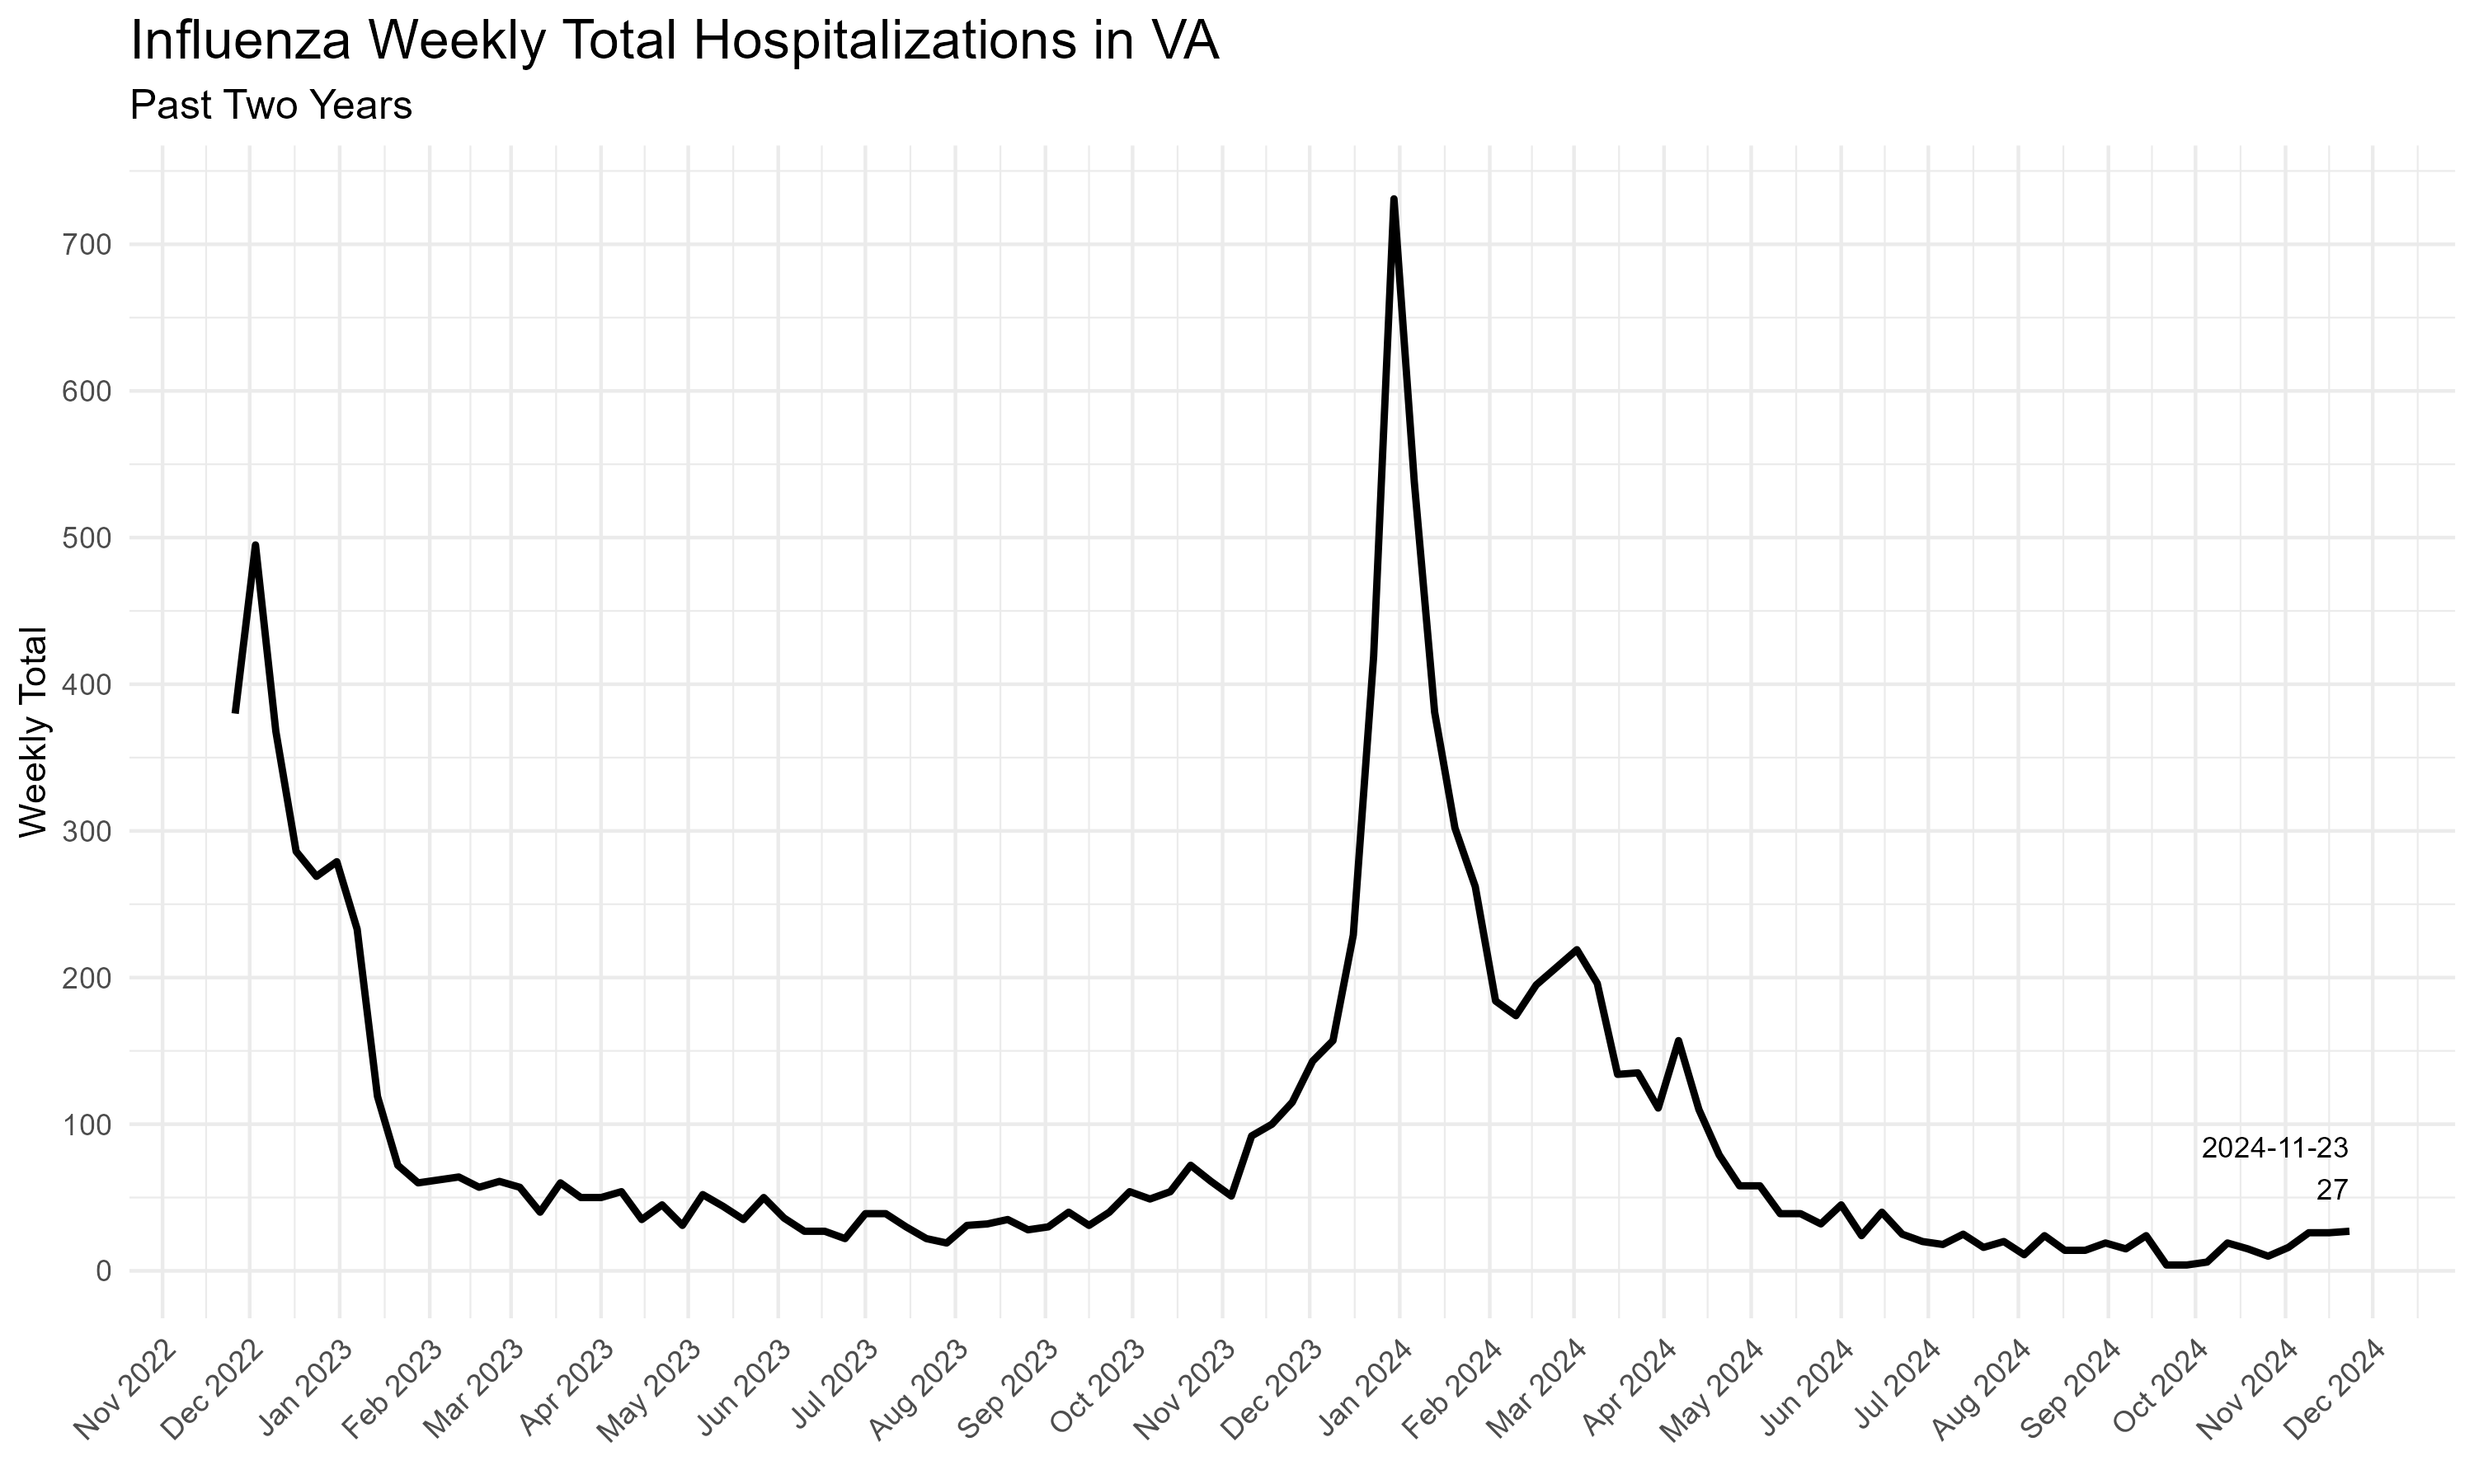 Influenza Weekly Total Hospitalizations in VA
Past Two Years
Weekly Total
700
600
500
400
300
200
100
0
2024-11-23
27
Nov 2022
Dec 2022
Jan 2023
Feb 2023
Mar 2023
Apr 2023
May 2023
Jun 2023
Jul 2023
Aug 2023
Sep 2023
Oct 2023
Nov 2023
Dec 2023
Jan 2024
Feb 2024
Mar 2024
Apr 2024
May 2024
Jun 2024
Jul 2024
Aug 2024
Sep 2024
Oct 2024
Nov 2024
Dec 2024